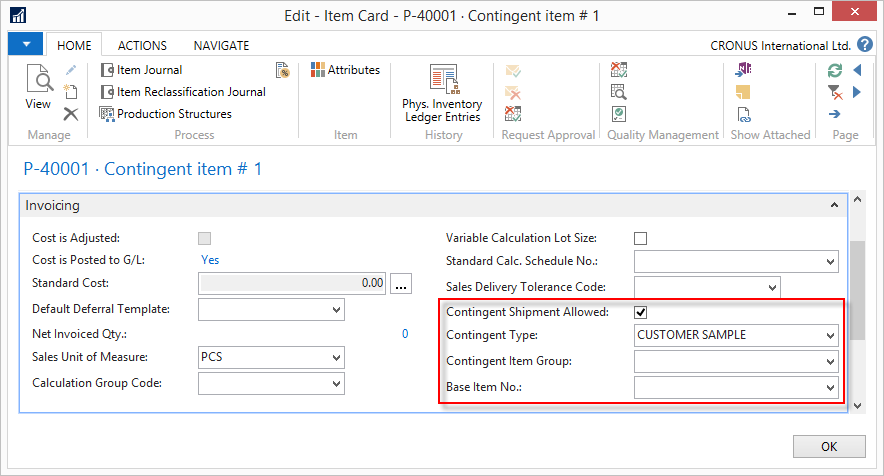 Edit - Item Card - P-40001 · Contingent item # 1
HOME ACTIONS NAVIGATE CRONUS International Ltd. ?
View
Item Journal
Item Reclassification Journal
Production Structures
Attributes
Phys. Inventory
Ledger Entries
Manage Process Item History Request Approval Quality Management Show Attached Page
P-40001 · Contingent item # 1
Invoicing
Cost is Adjusted:
Cost is Posted to G/L: Yes
Standard Cost: 0.00 ...
Default Deferral Template:
Net Invoiced Qty.: 0
Sales Unit of Measure: PCS
Calculation Group Code:
Variable Calculation Lot Size:
Standard Calc. Schedule No.:
Sales Delivery Tolerance Code:
Contingent Shipment Allowed:
Contingent Type: CUSTOMER SAMPLE
Contingent Item Group:
Base Item No.:
OK